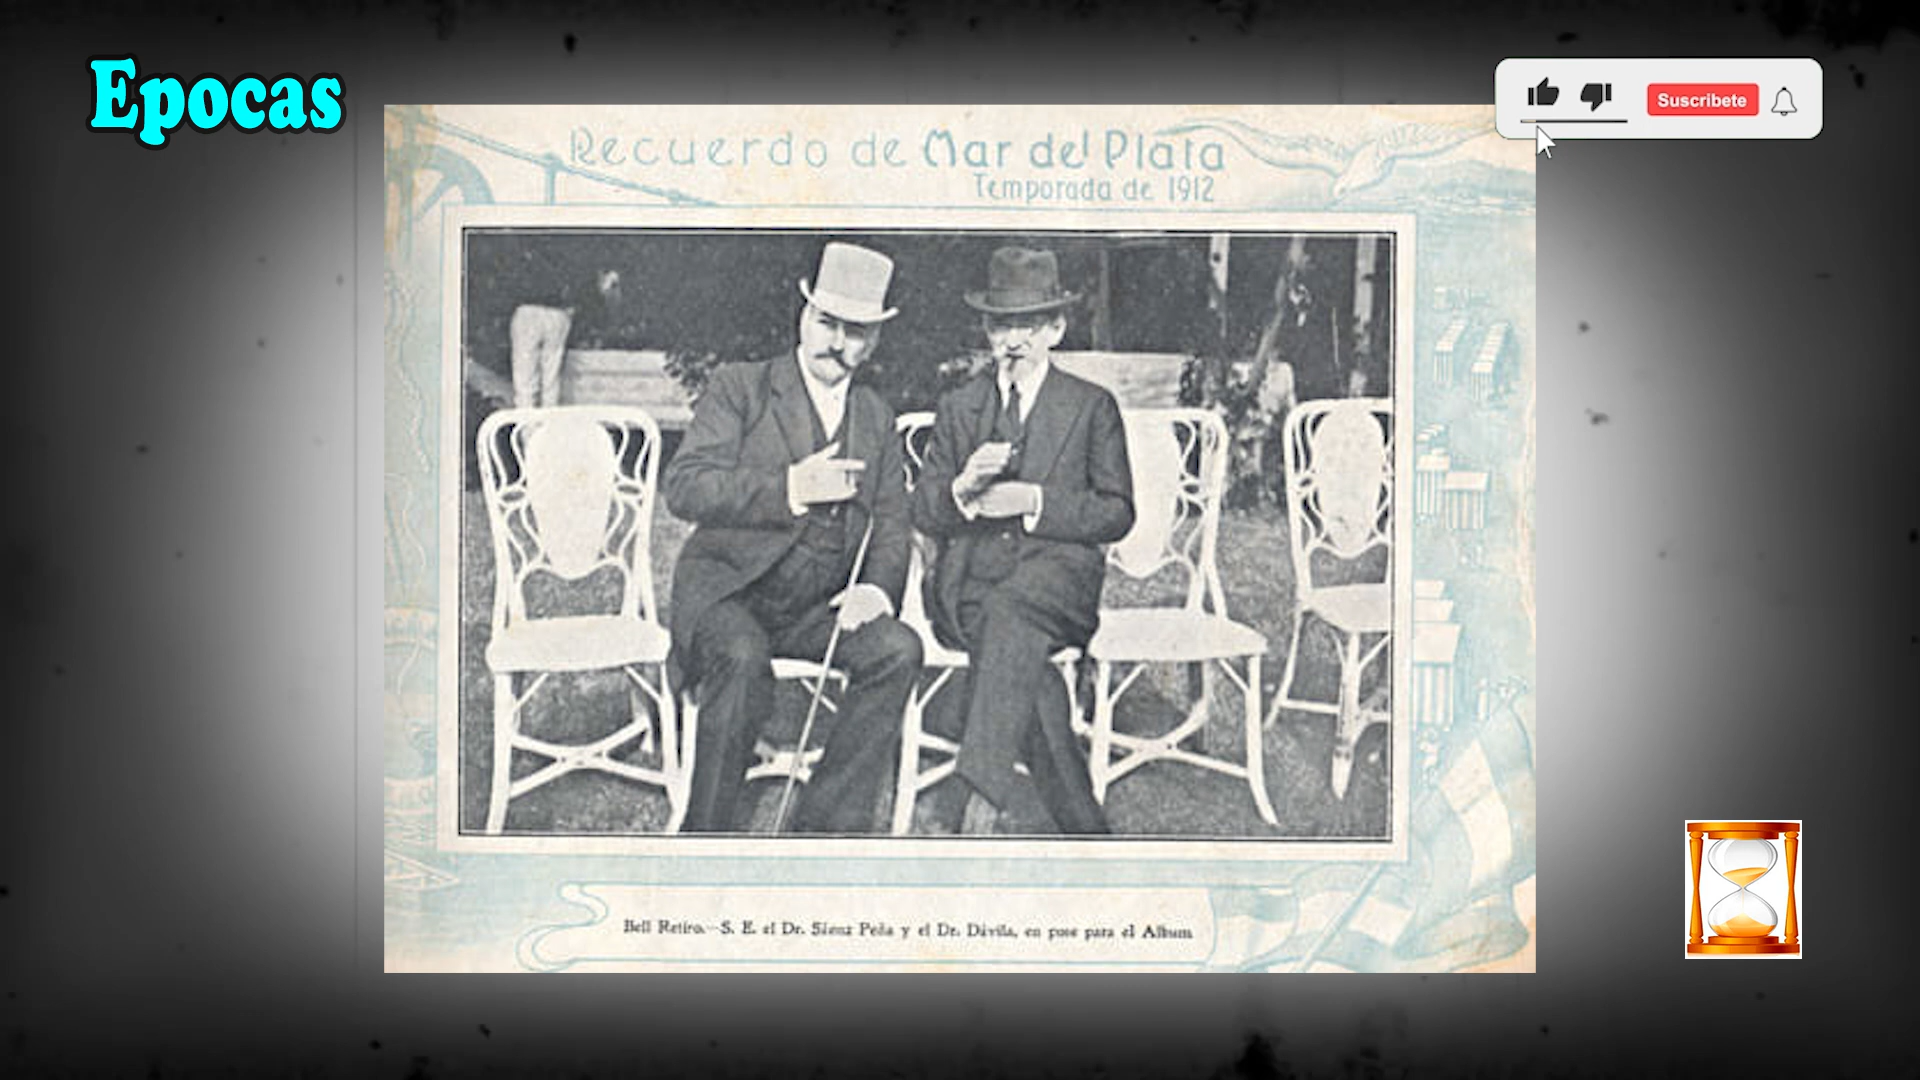 Epocas
Suscribete
Recuerdo de Mar del Plata
Temporada de 1912
Bell Retiro.—S. E. el Dr. Sáenz Peña y el Dr. Dávila, en pose para el Album